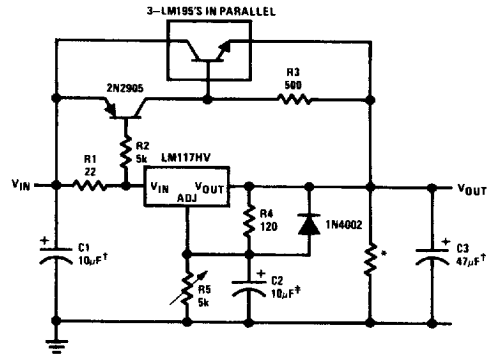 3–LM195'S IN PARALLEL
2N2905
R3
500
R2
5k
LM117HV
R1
22
VIN
VIN
VOUT
ADJ
VOUT
R4
120
1N4002
*
+
C1
10μF†
R5
5k
+
C2
10μF‡
+
C3
47μF†